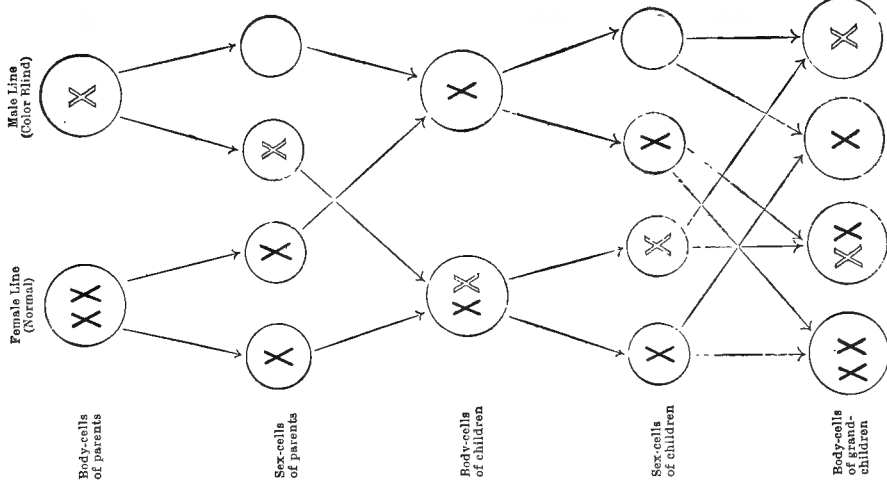 Female Line
(Normal)
Male Line
(Color Blind)
Body-cells
of parents
X X
X
Sex-cells
of parents
X
X
X
Body-cells
of children
X X
X
Sex-cells
of children
X
X
X
Body-cells
of grand-
children
X X
X X
X
X